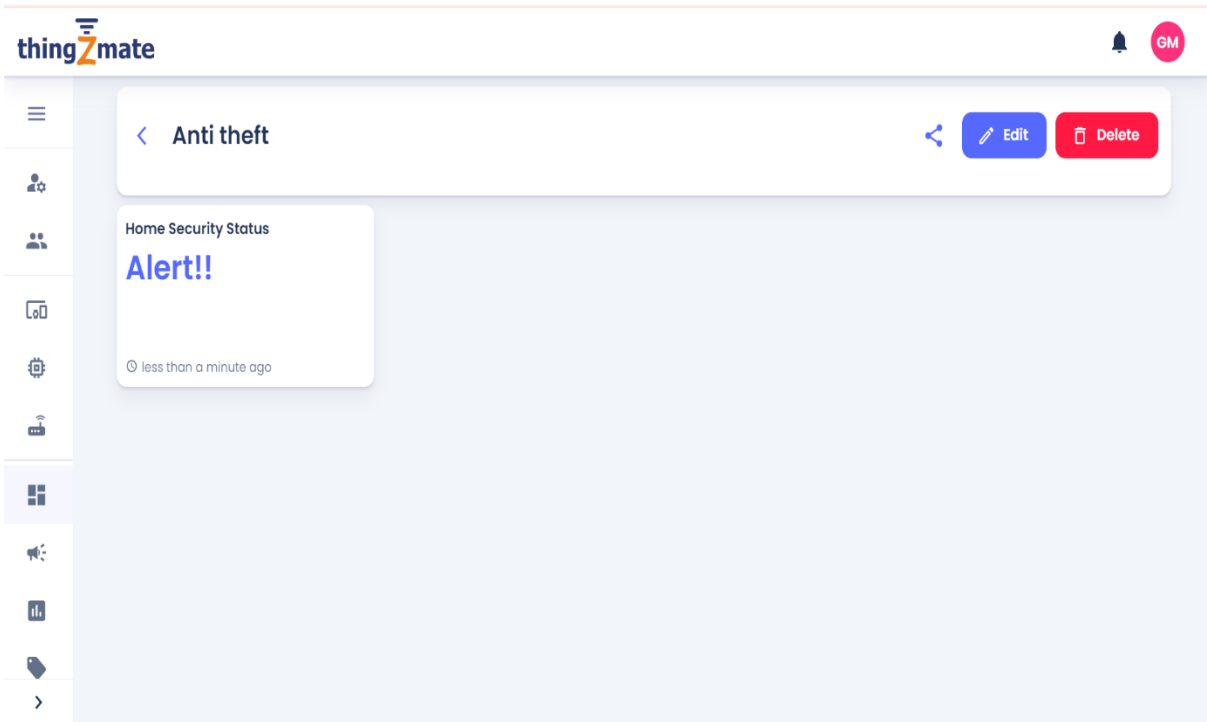 thingZmate
GM
Anti theft
Edit
Delete
Home Security Status
Alert!!
less than a minute ago